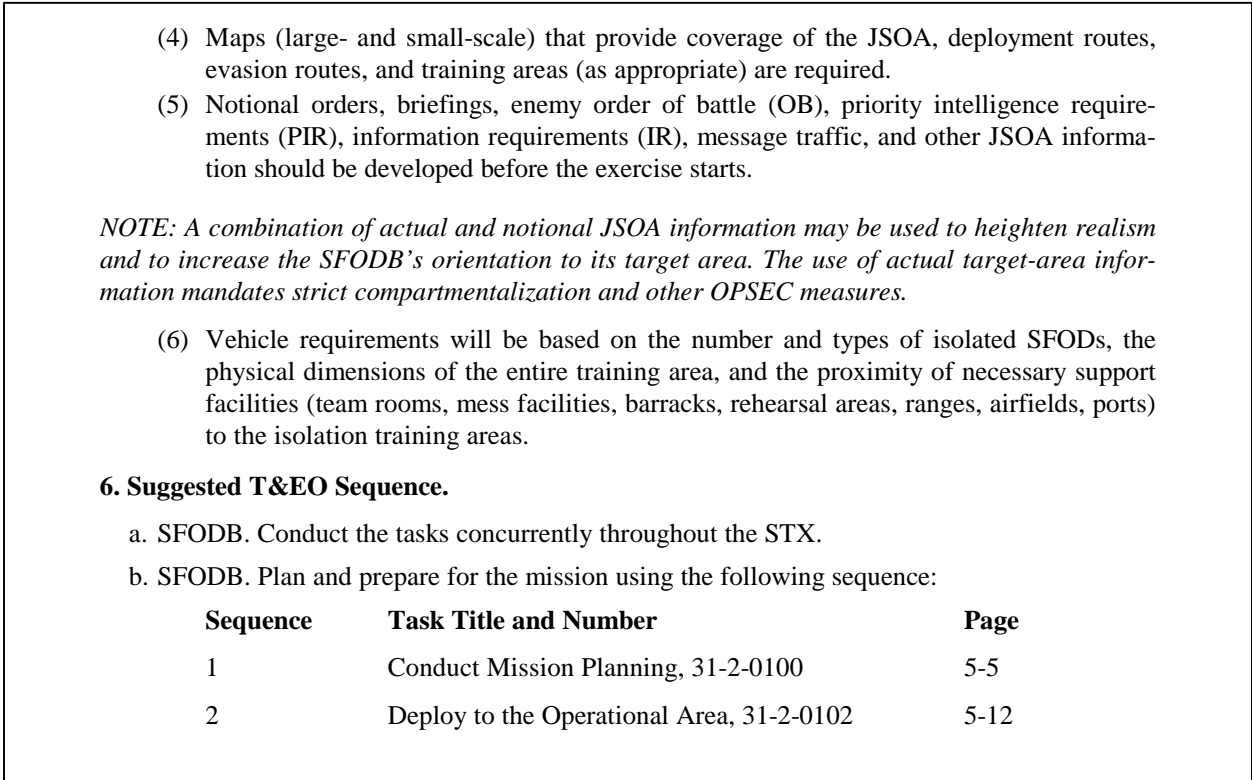 (4) Maps (large- and small-scale) that provide coverage of the JSOA, deployment routes,
evasion routes, and training areas (as appropriate) are required.
(5) Notional orders, briefings, enemy order of battle (OB), priority intelligence require-
ments (PIR), information requirements (IR), message traffic, and other JSOA informa-
tion should be developed before the exercise starts.
NOTE: A combination of actual and notional JSOA information may be used to heighten realism
and to increase the SFODB’s orientation to its target area. The use of actual target-area infor-
mation mandates strict compartmentalization and other OPSEC measures.
(6) Vehicle requirements will be based on the number and types of isolated SFODs, the
physical dimensions of the entire training area, and the proximity of necessary support
facilities (team rooms, mess facilities, barracks, rehearsal areas, ranges, airfields, ports)
to the isolation training areas.
6. Suggested T&EO Sequence.
a. SFODB. Conduct the tasks concurrently throughout the STX.
b. SFODB. Plan and prepare for the mission using the following sequence:
Sequence Task Title and Number Page
1 Conduct Mission Planning, 31-2-0100 5-5
2 Deploy to the Operational Area, 31-2-0102 5-12